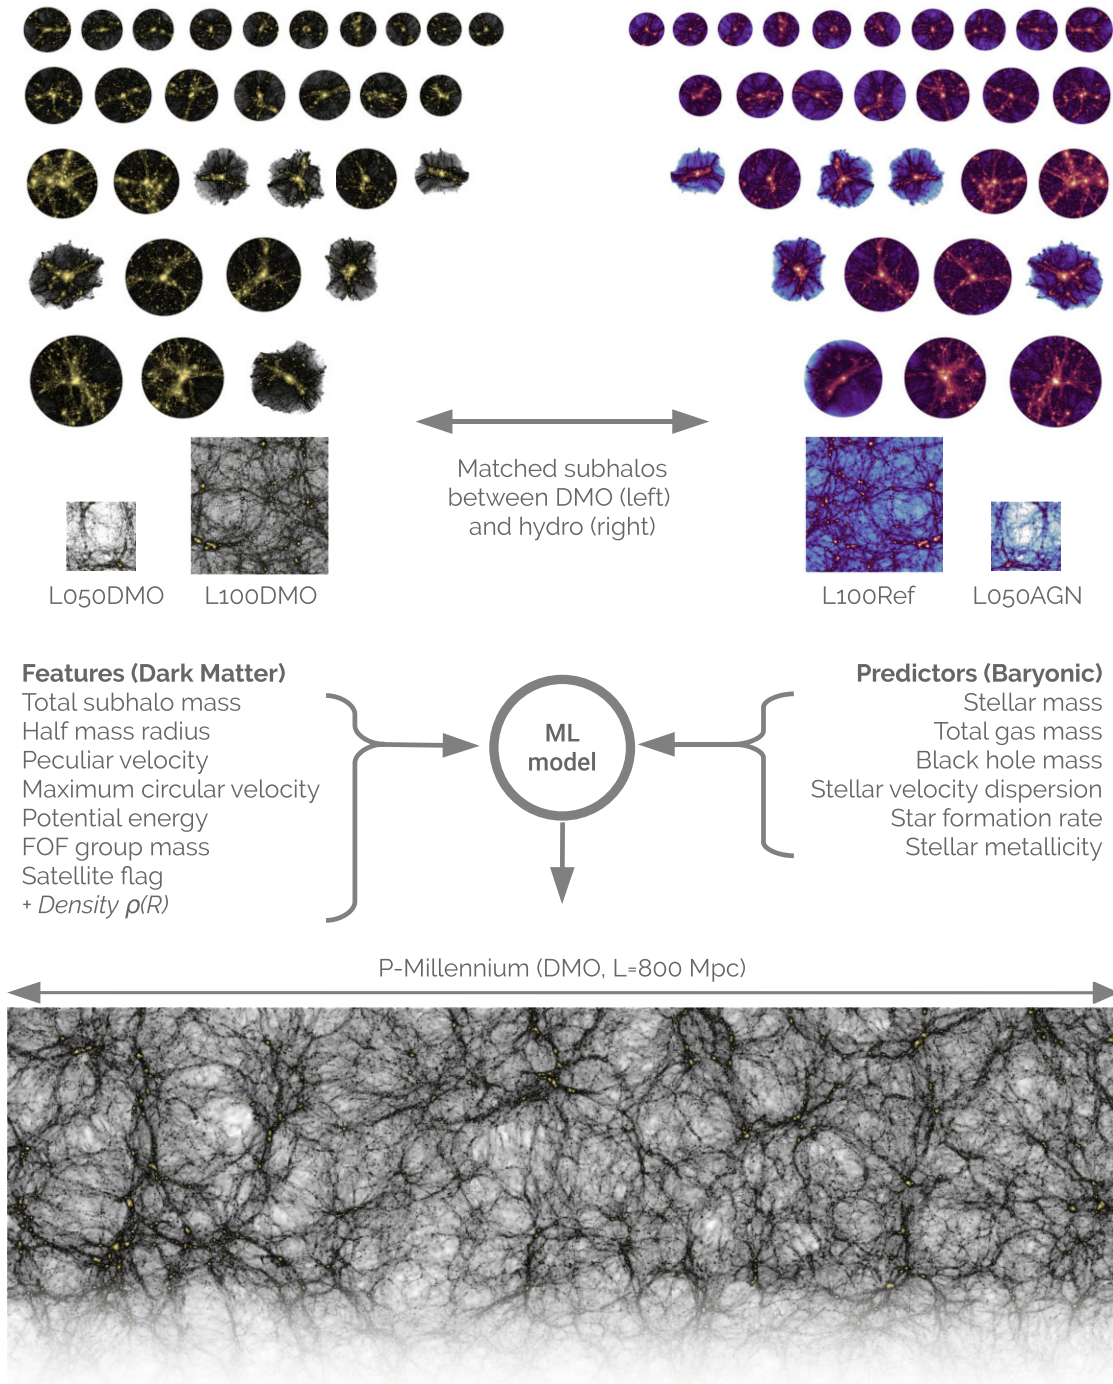 Matched subhalos
between DMO (left)
and hydro (right)
L050DMO
L100DMO
L100Ref
L050AGN
Features (Dark Matter)
Total subhalo mass
Half mass radius
Peculiar velocity
Maximum circular velocity
Potential energy
FOF group mass
Satellite flag
+ Density ρ(R)
ML
model
Predictors (Baryonic)
Stellar mass
Total gas mass
Black hole mass
Stellar velocity dispersion
Star formation rate
Stellar metallicity
P-Millennium (DMO, L=800 Mpc)